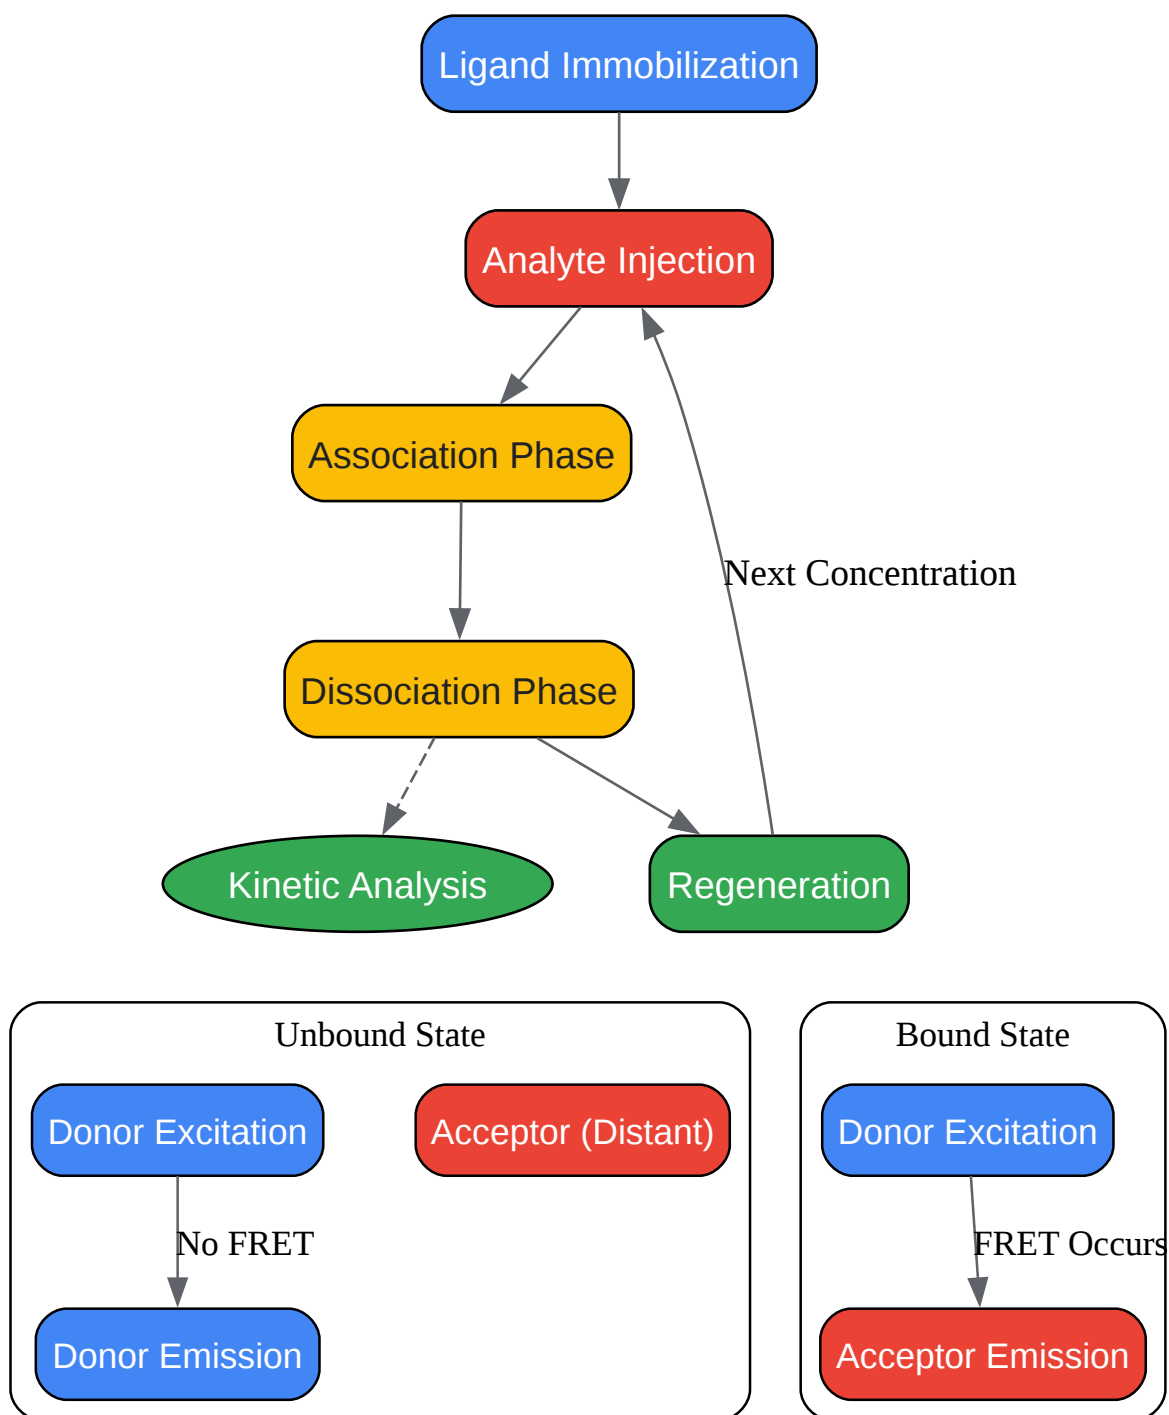 Ligand Immobilization
Analyte Injection
Association Phase
Next Concentration
Dissociation Phase
Kinetic Analysis
Regeneration
Unbound State
Donor Excitation
Acceptor (Distant)
No FRET
Donor Emission
Bound State
Donor Excitation
FRET Occurs
Acceptor Emission